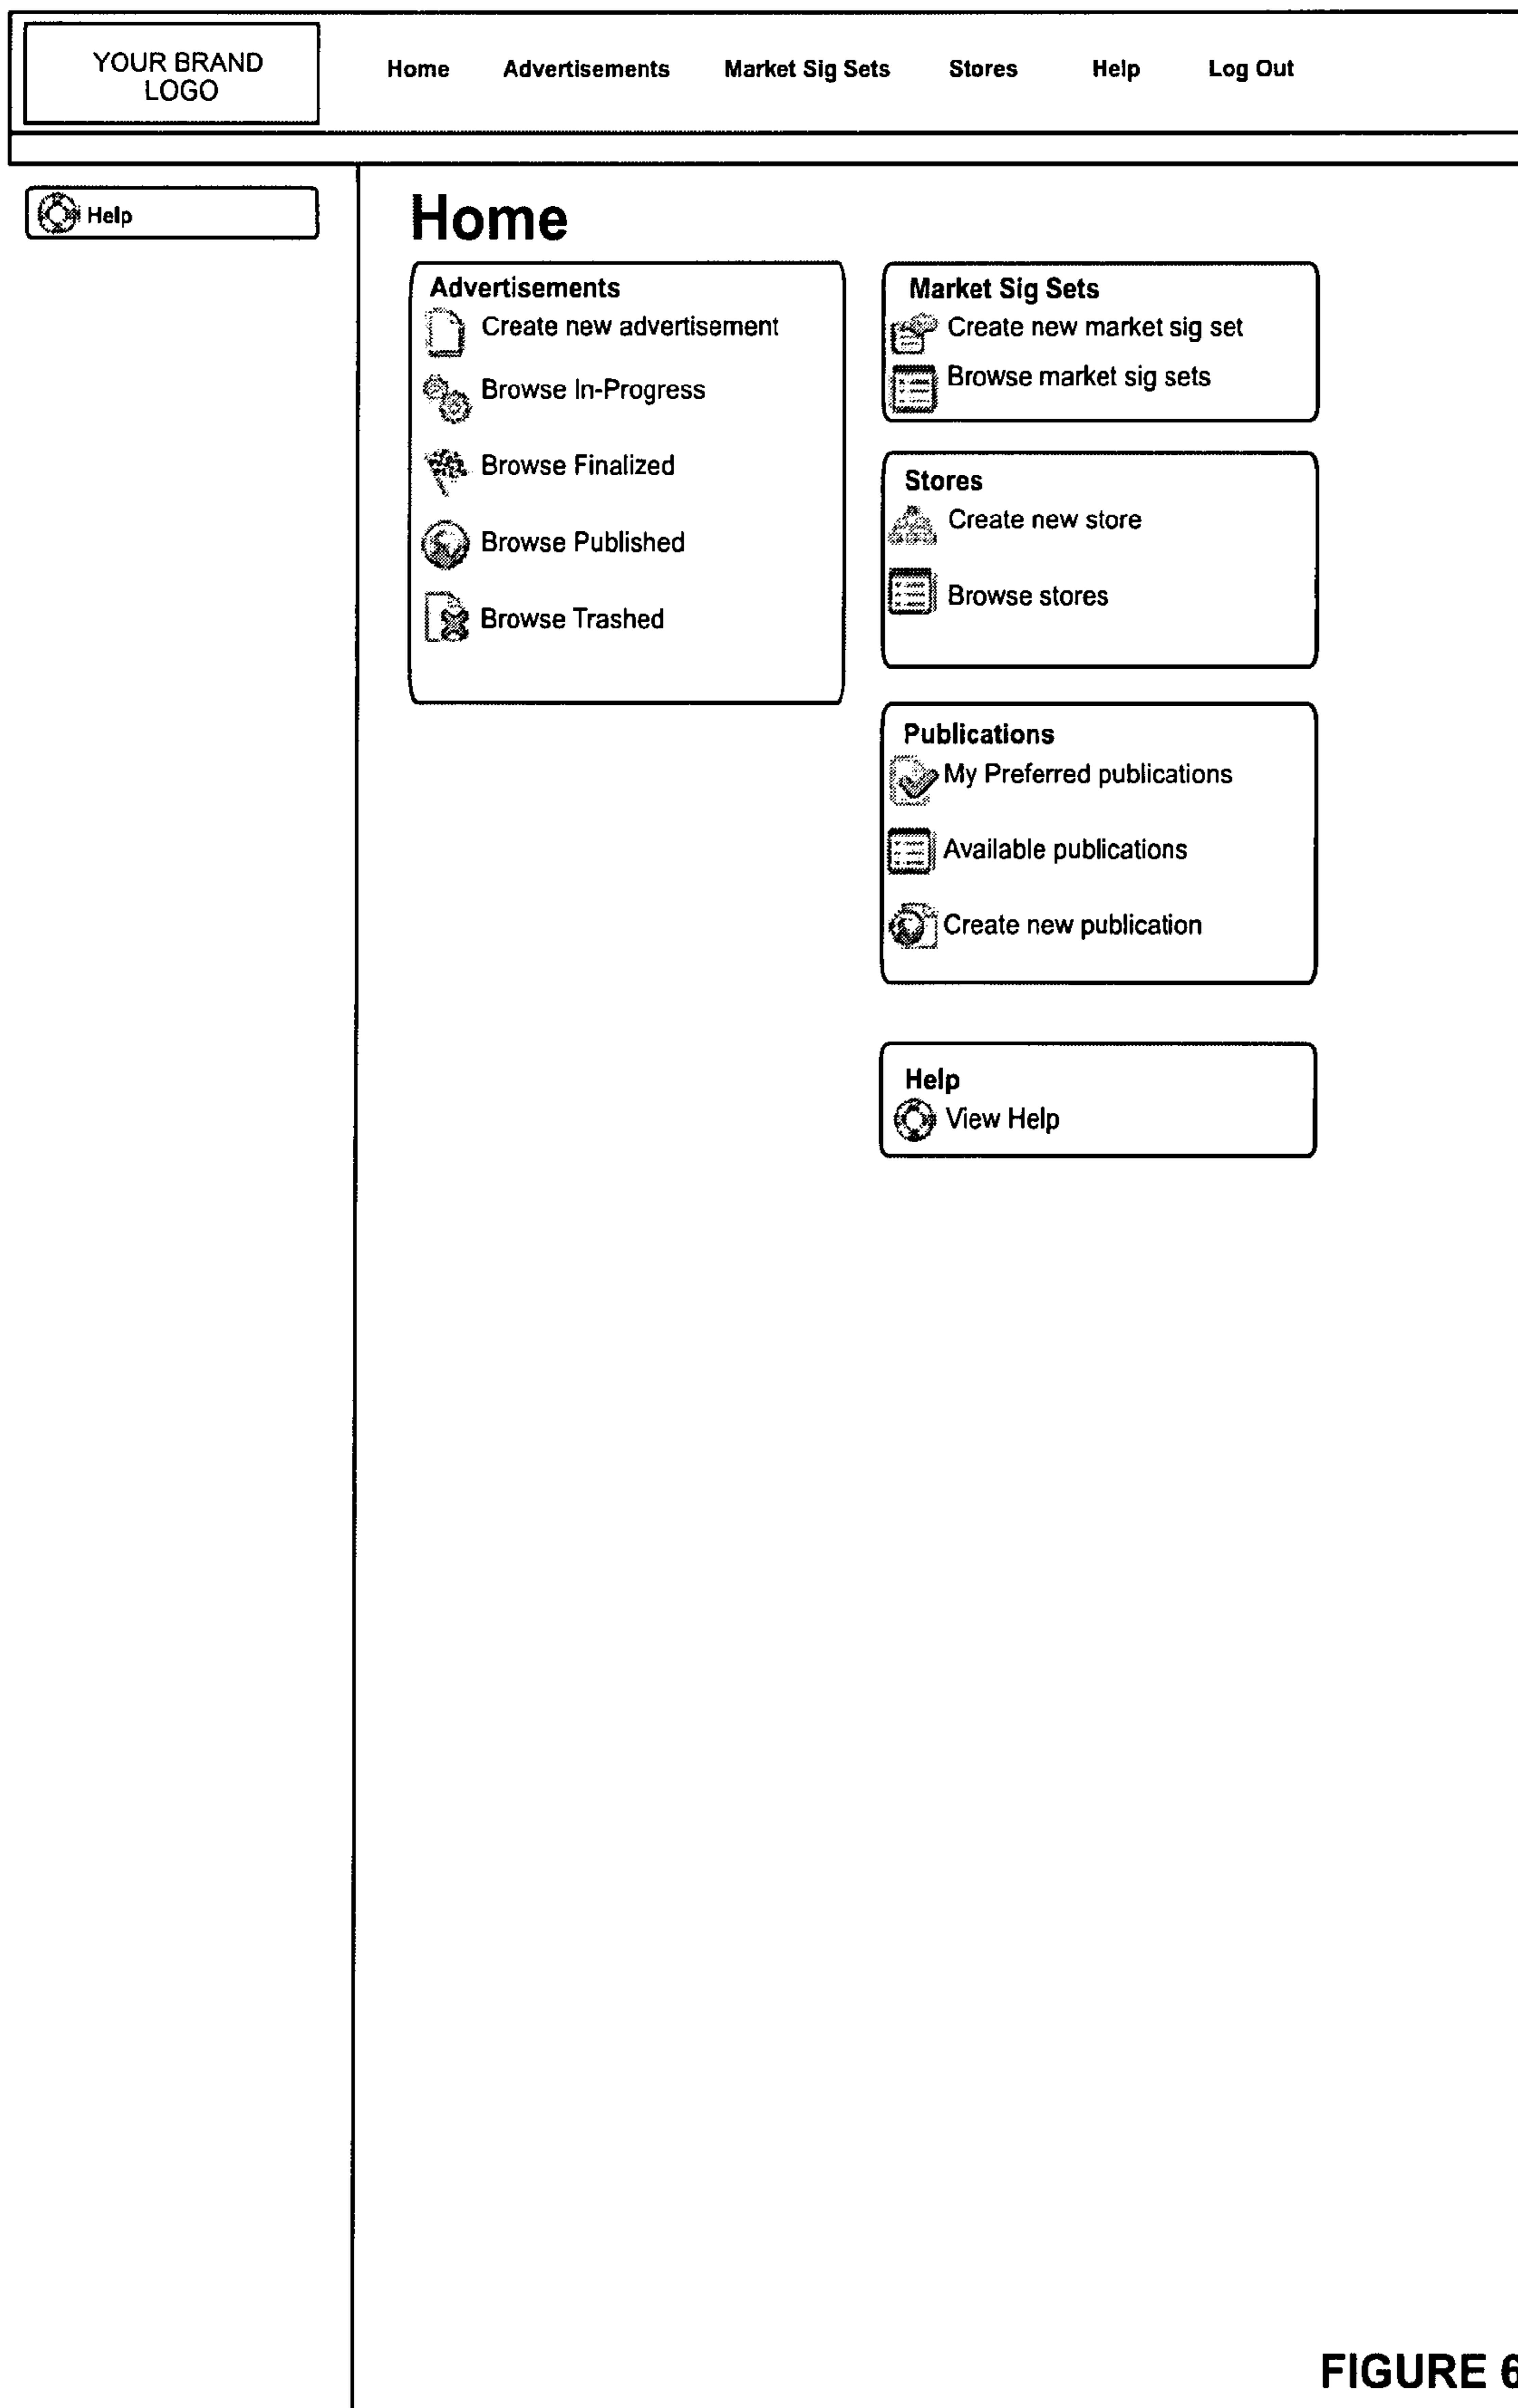 YOUR BRAND
LOGO
Home Advertisements Market Sig Sets Stores Help Log Out
Help
Home
Advertisements
Create new advertisement
Browse In-Progress
Browse Finalized
Browse Published
Browse Trashed
Market Sig Sets
Create new market sig set
Browse market sig sets
Stores
Create new store
Browse stores
Publications
My Preferred publications
Available publications
Create new publication
Help
View Help
FIGURE 6